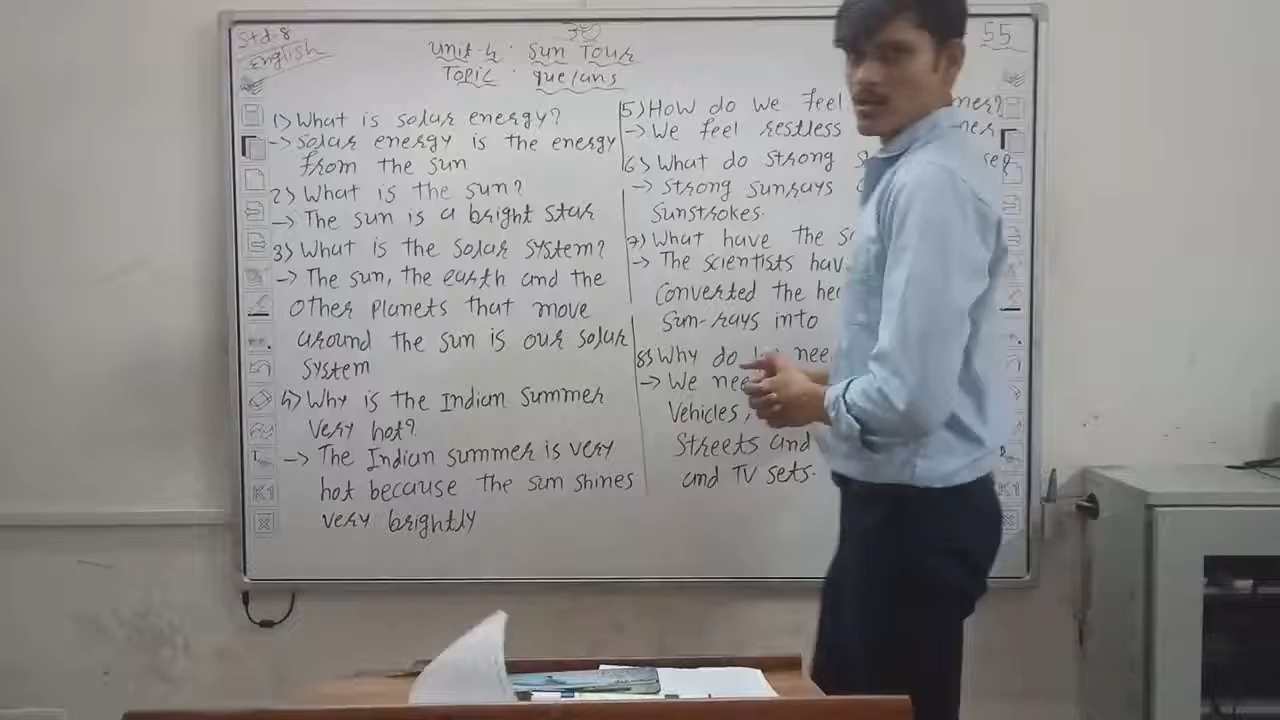 Std-8
English
ૐ
Unit-4 : Sun Tour
Topic : que/ans
55
1) What is solar energy?
→ Solar energy is the energy
from the sun
2) What is the sun?
→ The sun is a bright star
3) What is the solar system?
→ The sun, the earth and the
other planets that move
around the sun is our solar
system
4) Why is the Indian summer
very hot?
→ The Indian summer is very
hot because the sun shines
very brightly
5) How do we feel
→ We feel restless
6) What do strong
→ Strong sunrays
sunstrokes.
7) What have the
→ The scientists
converted the
sun-rays into
8) Why do we
→ We
vehicles,
streets and
and TV sets.
K1
K1